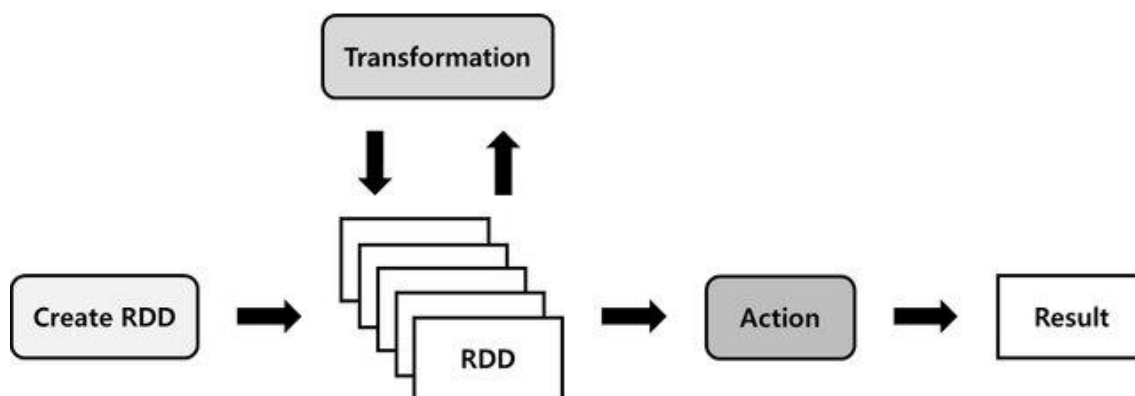 Transformation
Create RDD
RDD
Action
Result